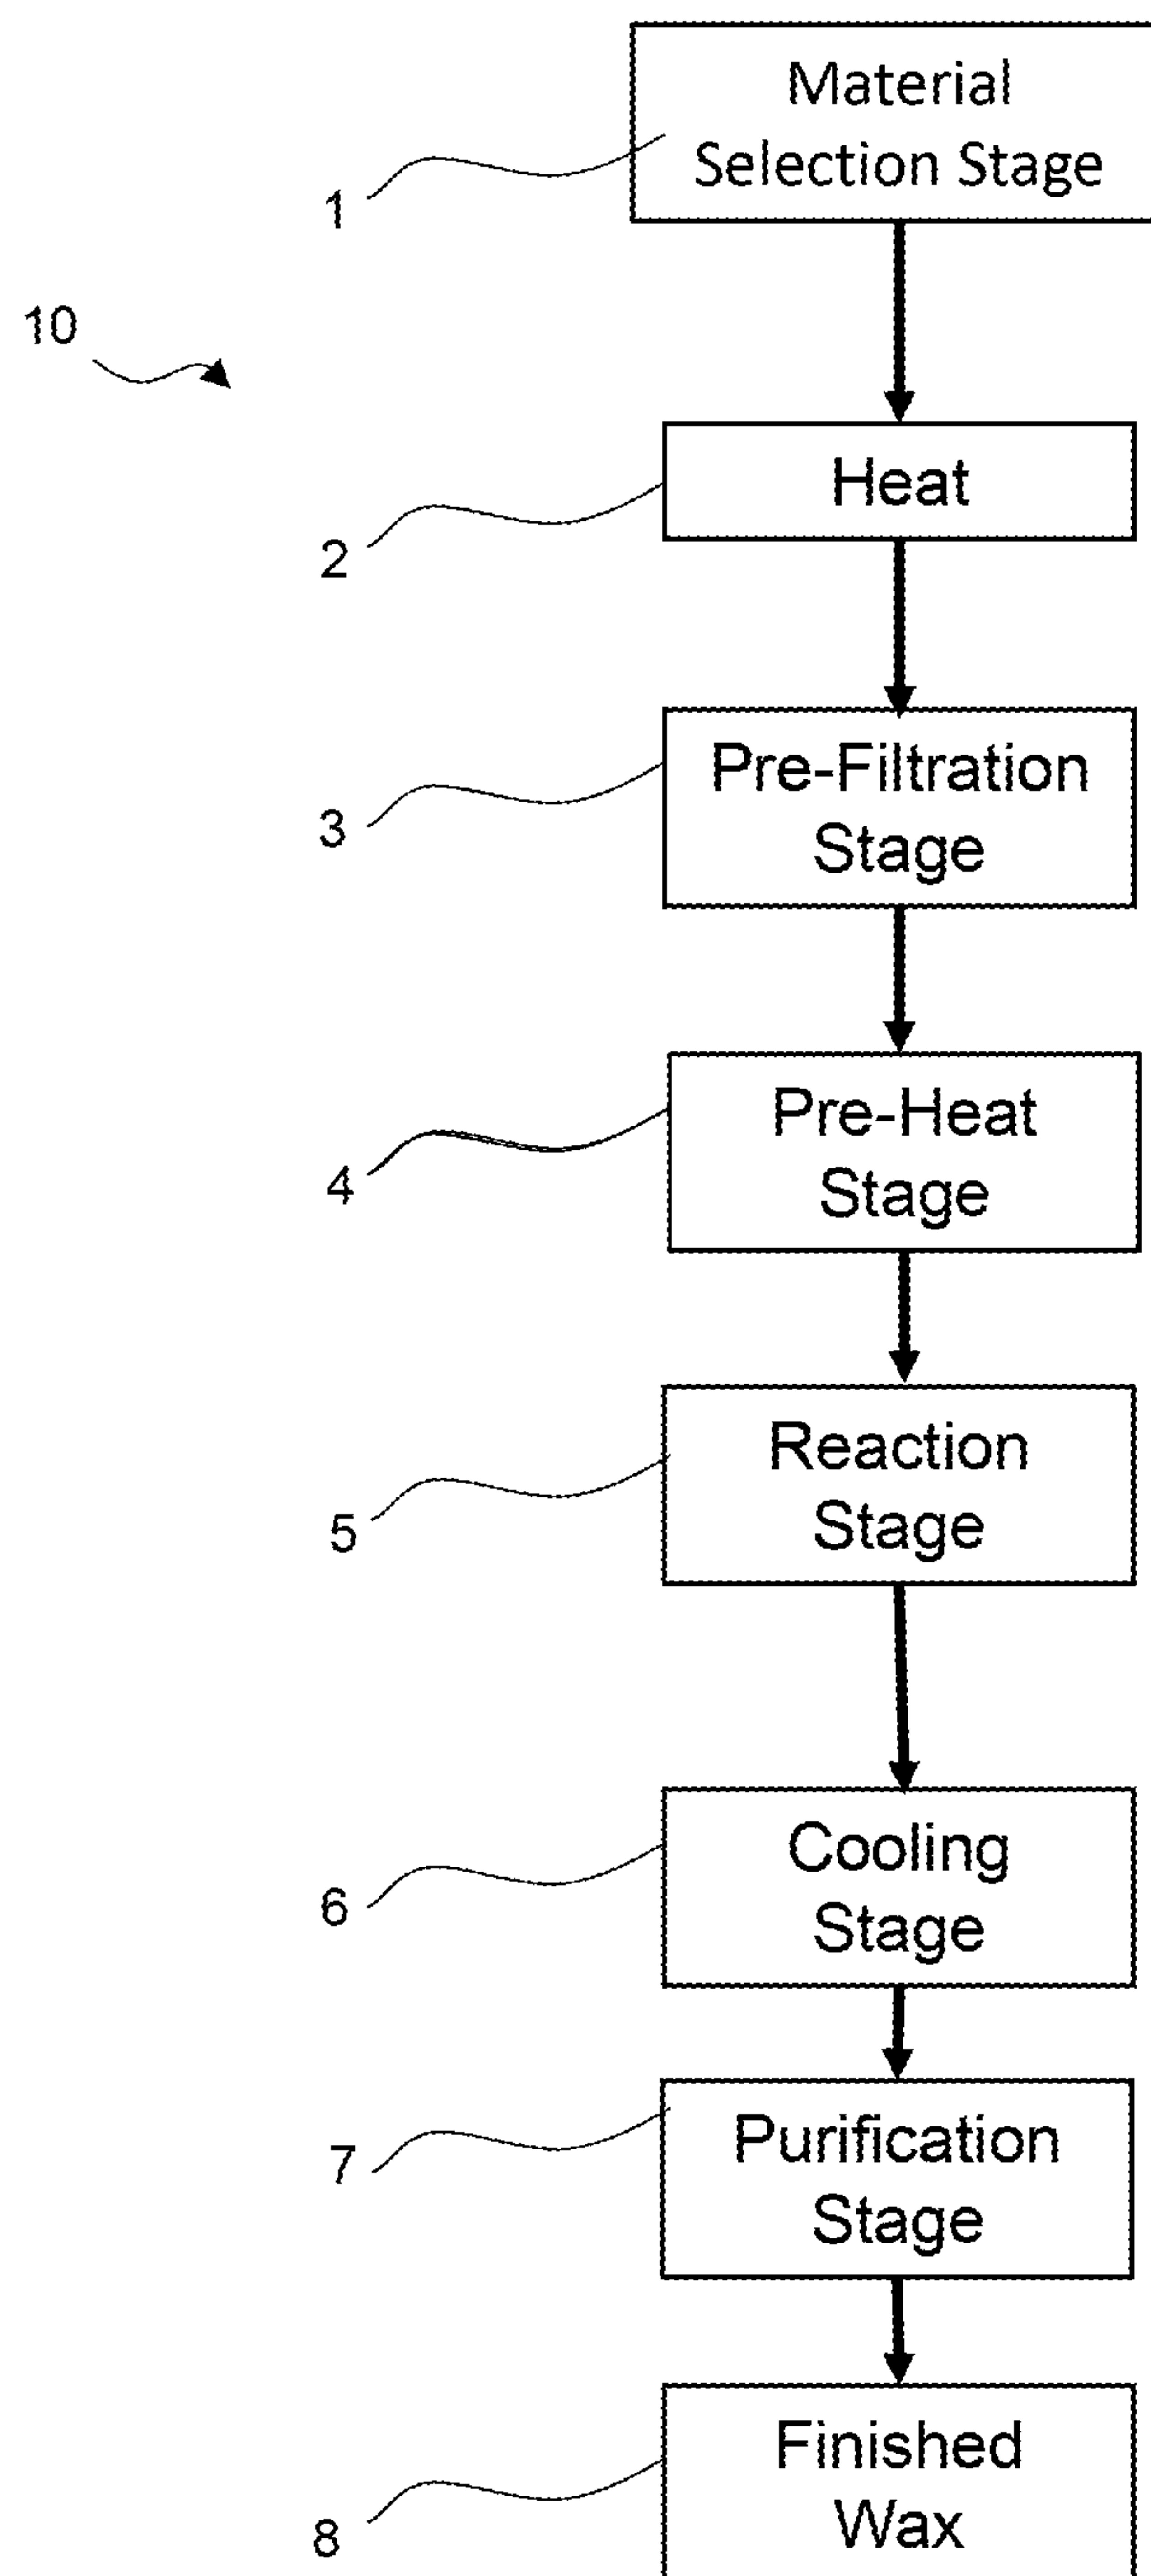 Material
Selection Stage
1
10
Heat
2
Pre-Filtration
Stage
3
Pre-Heat
Stage
4
Reaction
Stage
5
Cooling
Stage
6
Purification
Stage
7
Finished
Wax
8